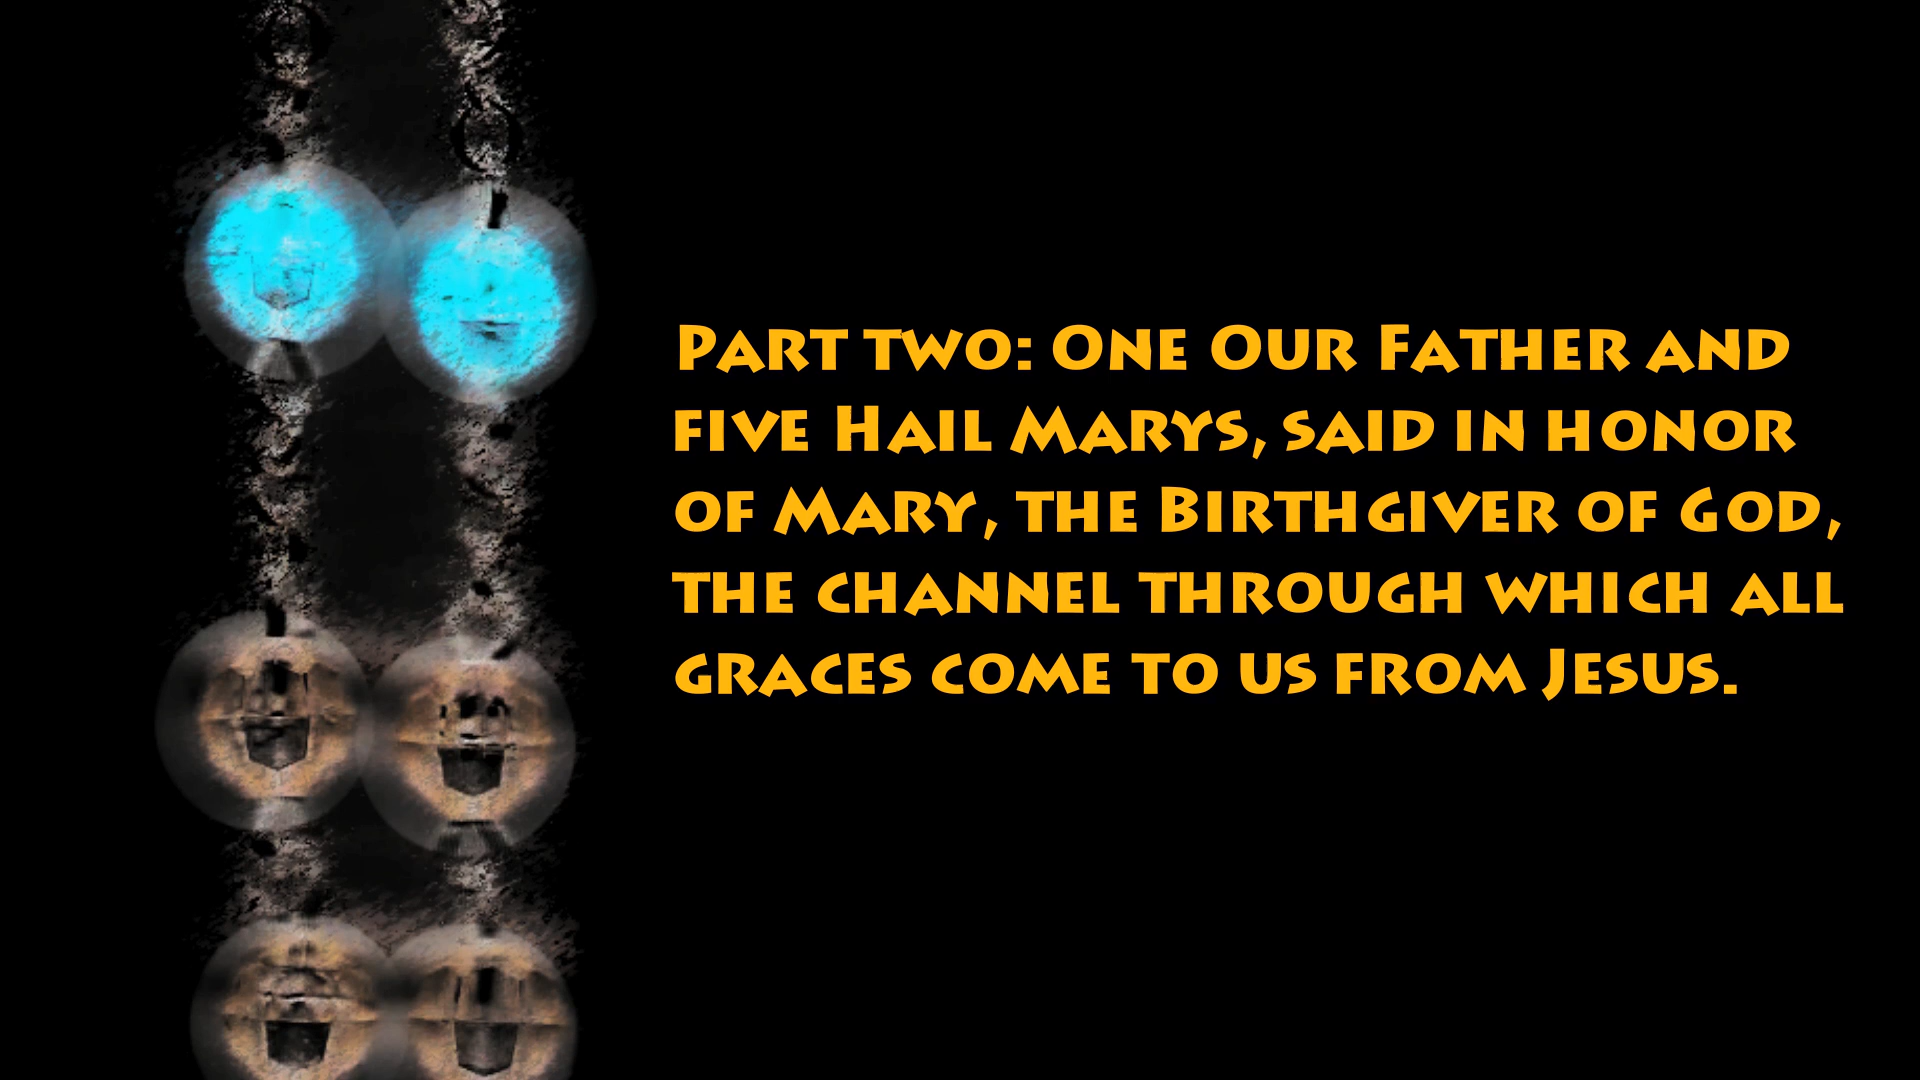 Part two: One Our Father and
five Hail Marys, said in honor
of Mary, the Birthgiver of God,
the channel through which all
graces come to us from Jesus.